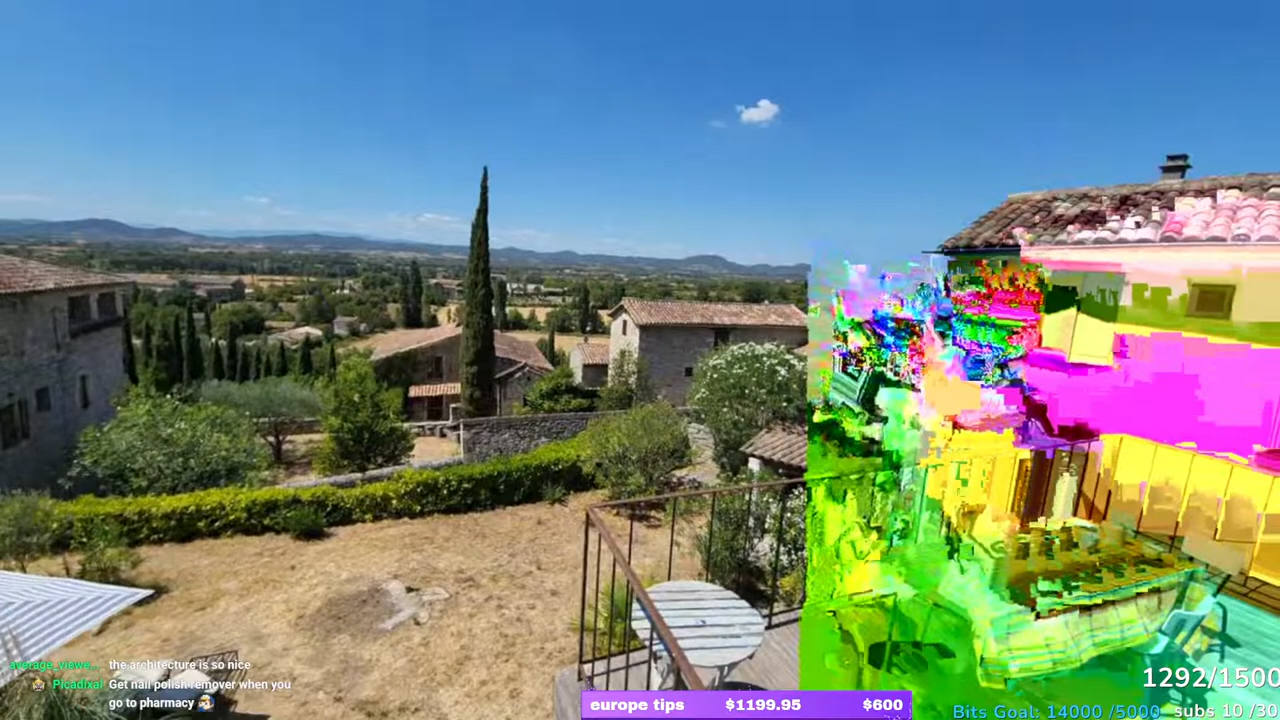 average_viewe... the architecture is so nice
Picadixal Get nail polish remover when you
go to pharmacy
europe tips $1199.95 $600
1292/1500
Bits Goal: 14000 /5000 subs 10 /30